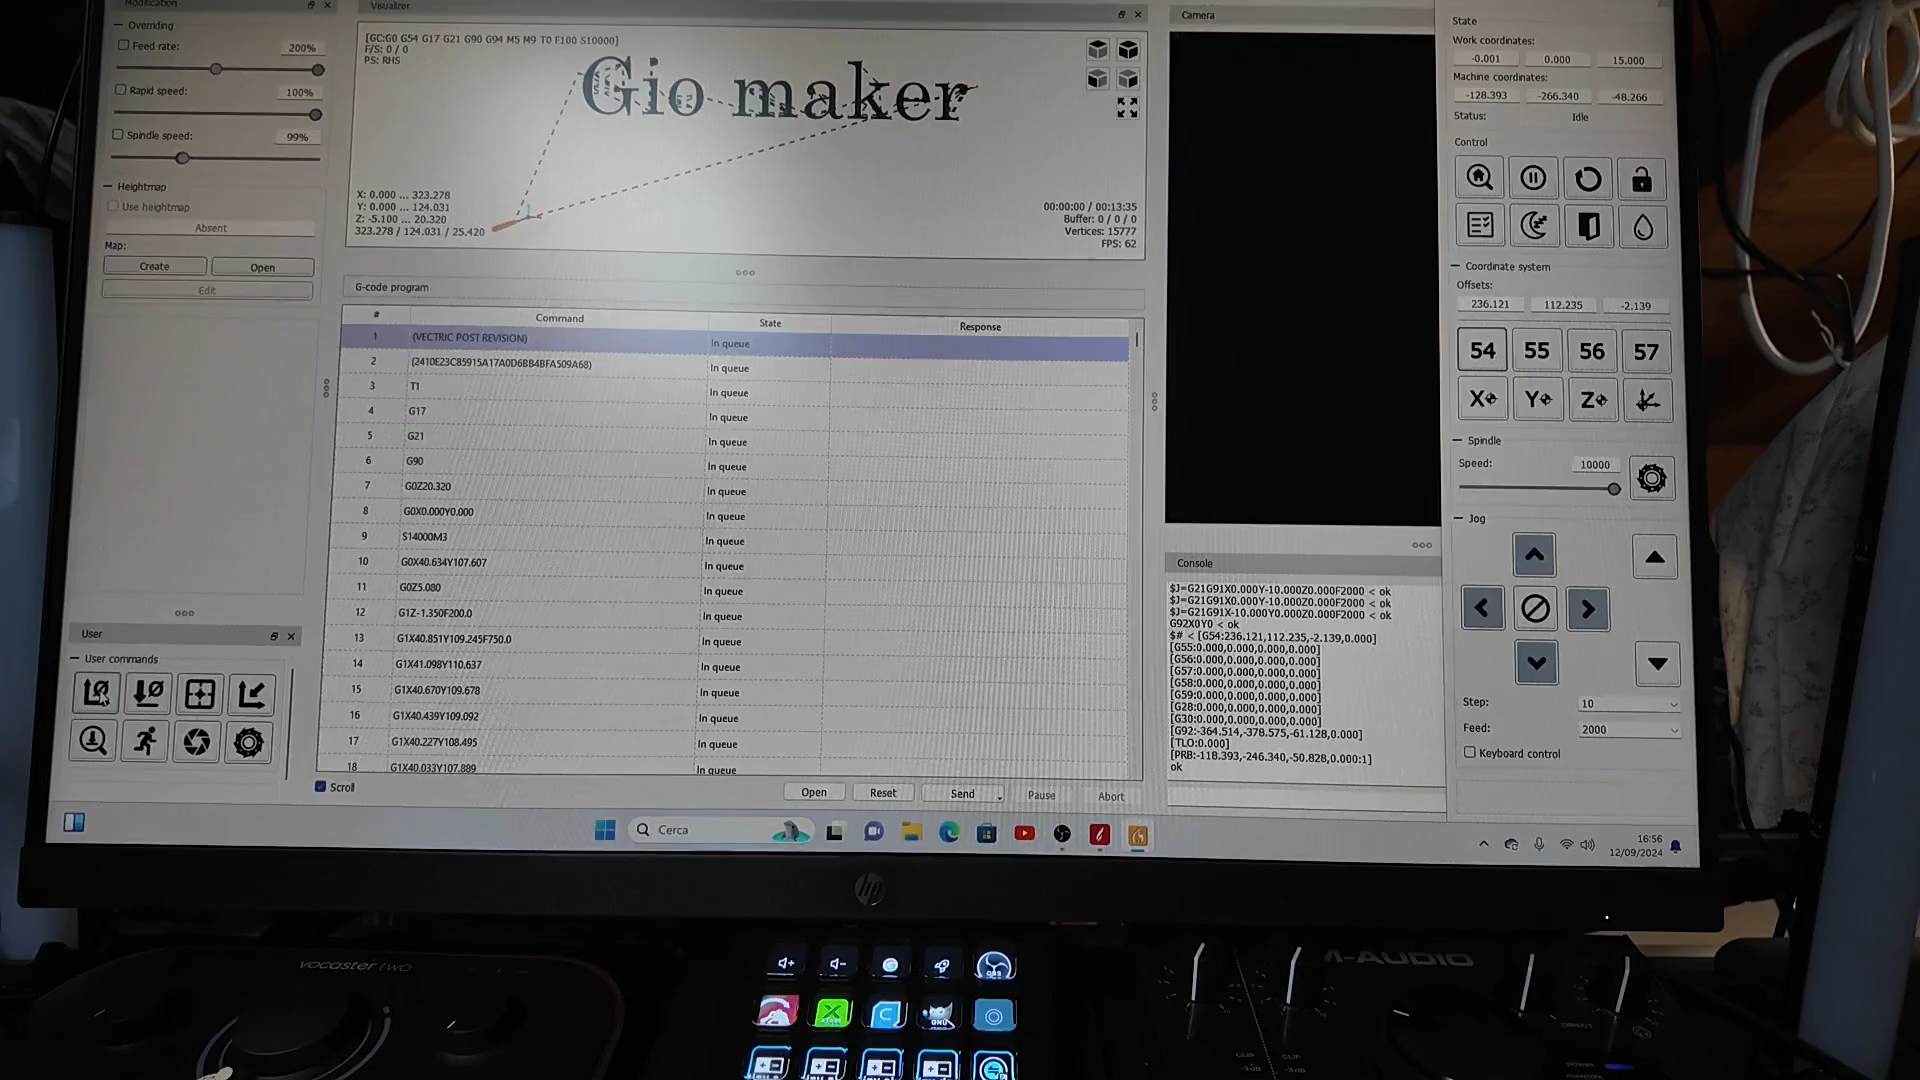 Modification
Overriding
Feed rate: 200%
Rapid speed: 100%
Spindle speed: 99%
Heightmap
Use heightmap
Absent
Map:
Create Open
Edit
User
User commands
Visualizer
[GC:G0 G54 G17 G21 G90 G94 M5 M9 T0 F100 S10000]
F/S: 0 / 0
PS: RHS
Gio maker
X: 0.000 ... 323.278
Y: 0.000 ... 124.031
Z: -5.100 ... 20.320
323.278 / 124.031 / 25.420
00:00:00 / 00:13:35
Buffer: 0 / 0 / 0
Vertices: 15777
FPS: 62
G-code program
# Command State Response
1 (VECTRIC POST REVISION) In queue
2 (2410E23C85915A17A0D6BB4BFA509A68) In queue
3 T1 In queue
4 G17 In queue
5 G21 In queue
6 G90 In queue
7 G0Z20.320 In queue
8 G0X0.000Y0.000 In queue
9 S14000M3 In queue
10 G0X40.634Y107.607 In queue
11 G0Z5.080 In queue
12 G1Z-1.350F200.0 In queue
13 G1X40.851Y109.245F750.0 In queue
14 G1X41.098Y110.637 In queue
15 G1X40.670Y109.678 In queue
16 G1X40.439Y109.092 In queue
17 G1X40.227Y108.495 In queue
18 G1X40.033Y107.889 In queue
Scroll
Open Reset Send Pause Abort
Camera
Console
$J=G21G91X0.000Y-10.000Z0.000F2000 < ok
$J=G21G91X0.000Y-10.000Z0.000F2000 < ok
$J=G21G91X-10.000Y0.000Z0.000F2000 < ok
G92X0Y0 < ok
$# < [G54:236.121,112.235,-2.139,0.000]
[G55:0.000,0.000,0.000,0.000]
[G56:0.000,0.000,0.000,0.000]
[G57:0.000,0.000,0.000,0.000]
[G58:0.000,0.000,0.000,0.000]
[G59:0.000,0.000,0.000,0.000]
[G28:0.000,0.000,0.000,0.000]
[G30:0.000,0.000,0.000,0.000]
[G92:-364.514,-378.575,-61.128,0.000]
[TLO:0.000]
[PRB:-118.393,-246.340,-50.828,0.000:1]
ok
State
Work coordinates:
-0.001 0.000 15.000
Machine coordinates:
-128.393 -266.340 -48.266
Status: Idle
Control
Coordinate system
Offsets:
236.121 112.235 -2.139
54 55 56 57
X Y Z
Spindle
Speed: 10000
Jog
Step: 10
Feed: 2000
Keyboard control
Cerca
16:56
12/09/2024
hp
vocaster two
M-AUDIO
OBS
GNU
DIRECT
CLIP
-3dB
CLIP
-3dB
POWER